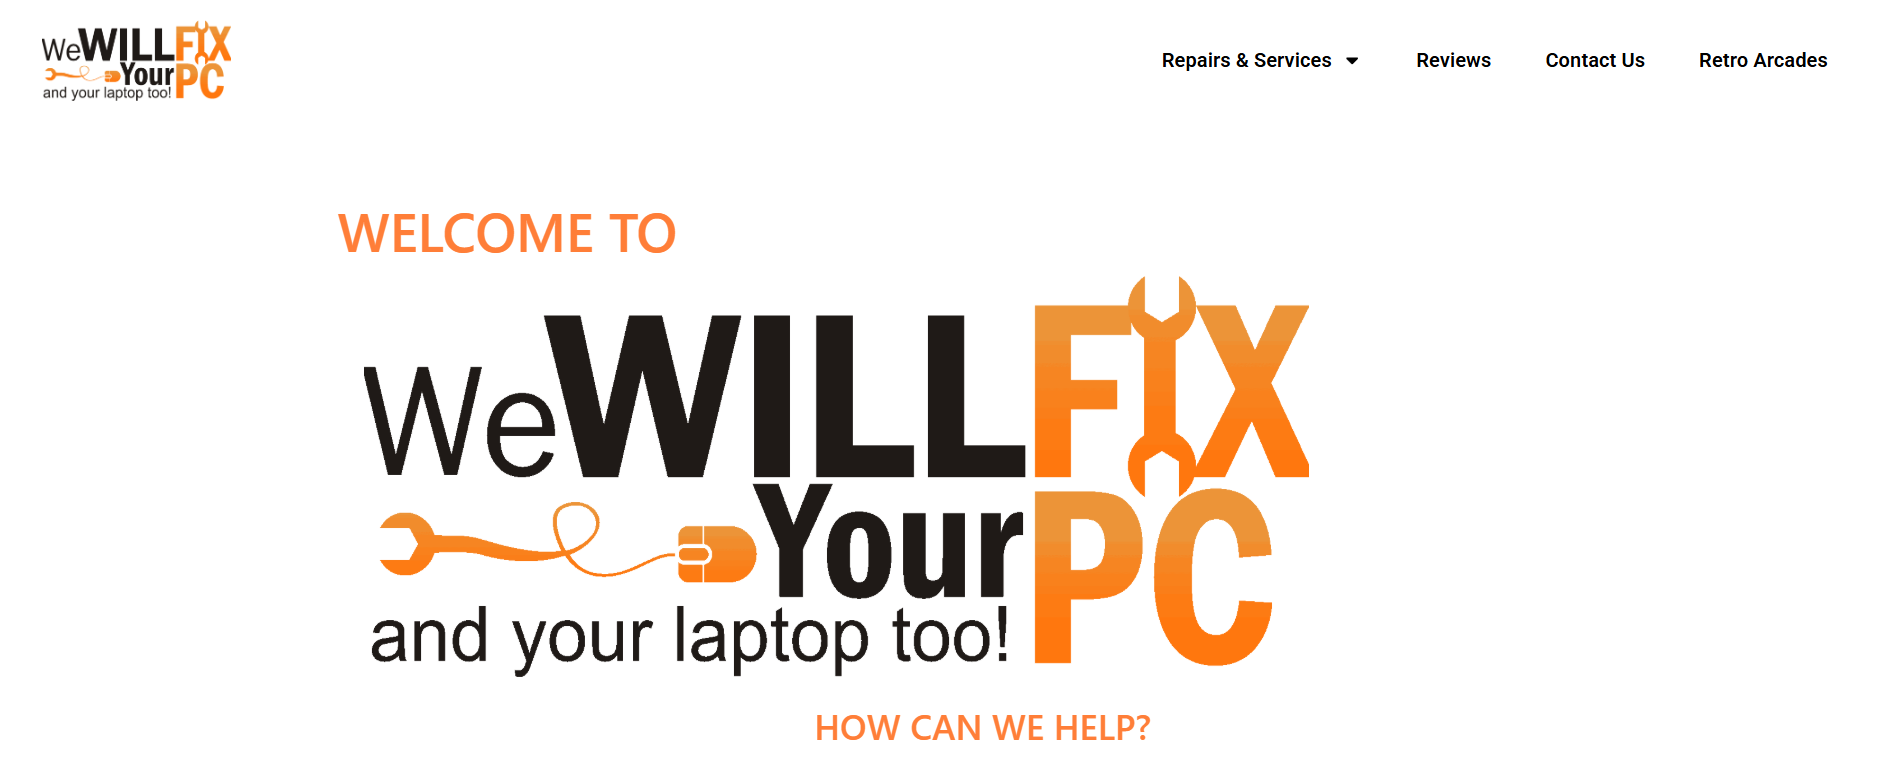 WeWILLFIX
YourPC
and your laptop too!
Repairs & Services
Reviews
Contact Us
Retro Arcades
WELCOME TO
WeWILLFIX
YourPC
and your laptop too!
HOW CAN WE HELP?